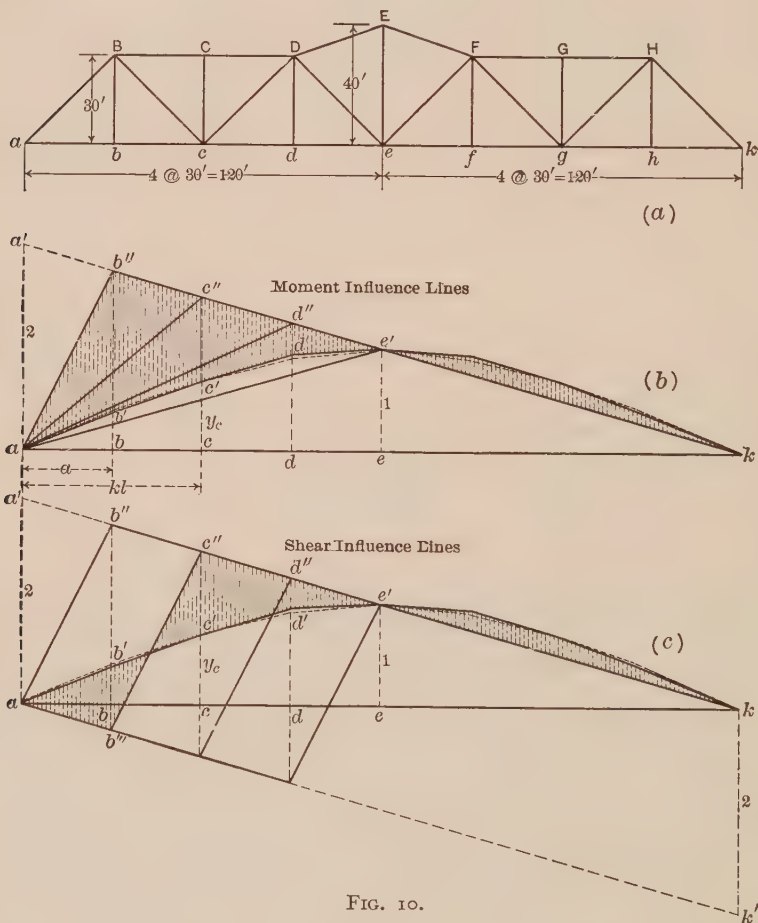 E
B C D F G H
30′ 40′
a b c d e f g h k
4 @ 30′=120′ 4 @ 30′=120′
(a)
a′ b″ c″ Moment Influence Lines
d″
2 d e′
c′ (b)
b′ y_c 1
a b c d e k
a
kl
a′
b″
c″ Shear Influence Lines
d″
2 e′
c d′
b′ y_c 1 (c)
a b c d e k
b‴
2
k′
FIG. 10.